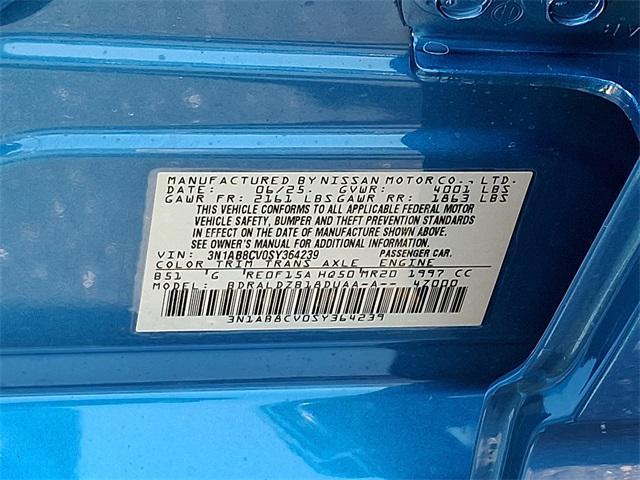 MANUFACTURED BY NISSAN MOTOR CO., LTD.
DATE: 06/25. GVWR: 4001 LBS
GAWR FR: 2161 LBS GAWR RR: 1863 LBS
THIS VEHICLE CONFORMS TO ALL APPLICABLE FEDERAL MOTOR
VEHICLE SAFETY, BUMPER AND THEFT PREVENTION STANDARDS
IN EFFECT ON THE DATE OF MANUFACTURE SHOWN ABOVE.
SEE OWNER'S MANUAL FOR ADDITIONAL INFORMATION.
VIN: 3N1AB8CV0SY364239 PASSENGER CAR.
COLOR TRIM TRANS AXLE ENGINE
B51 'G 'RE0F15A HQ50 MR20 1997 CC
MODEL: BDRALDZB18DUAA-A-- 47000
3N1AB8CV0SY364239